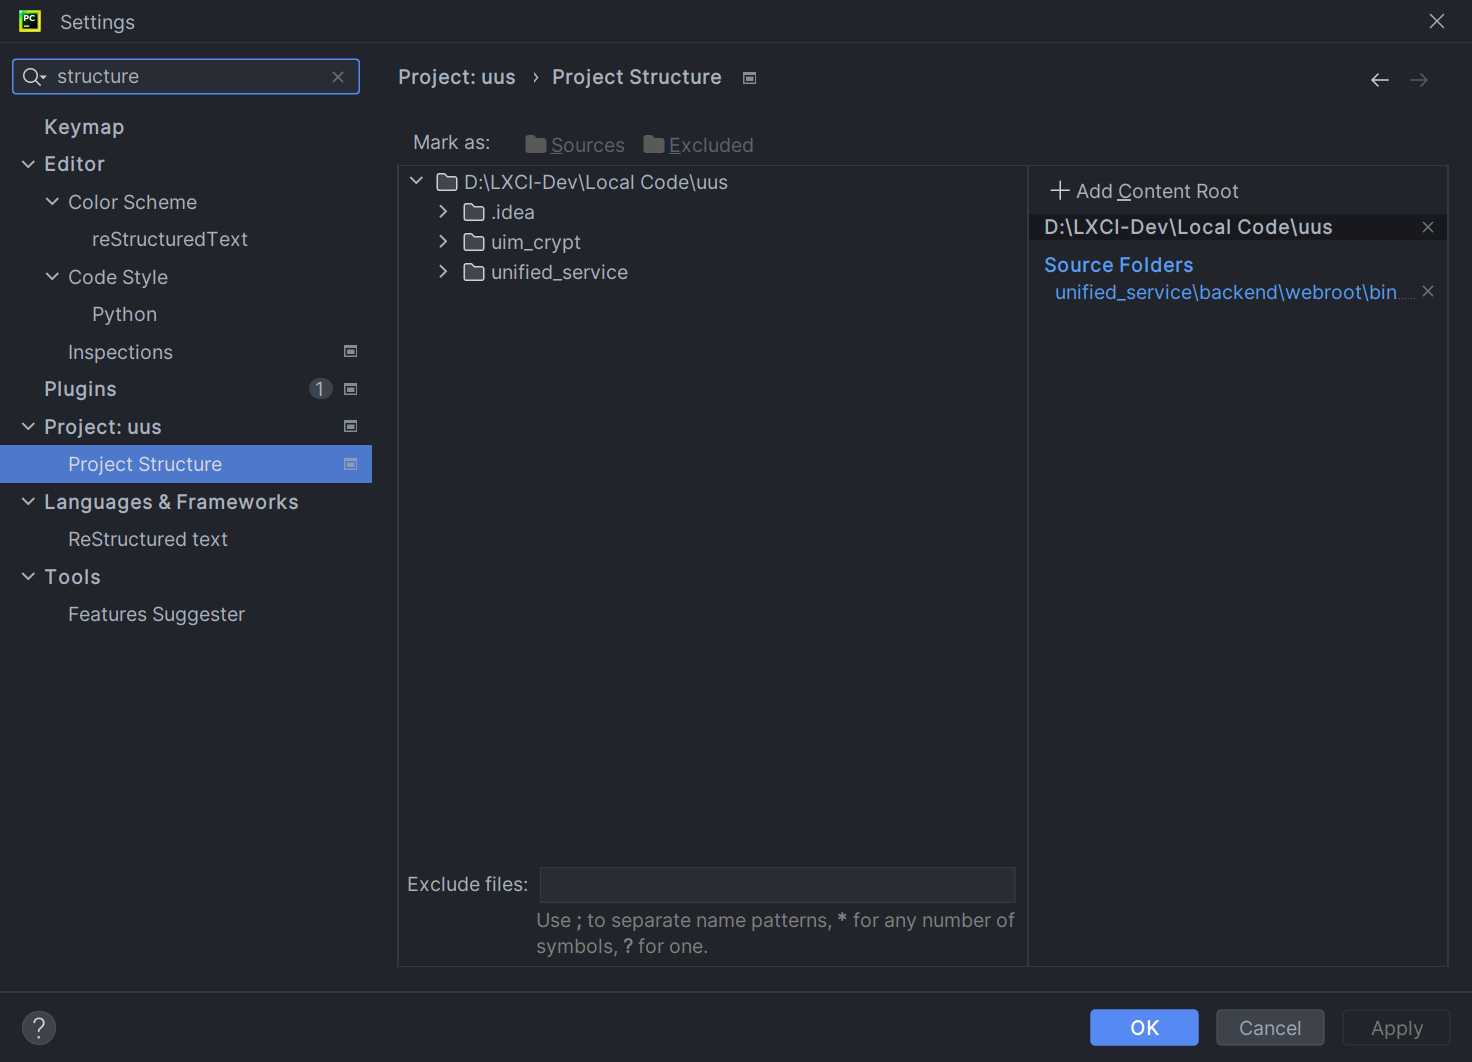 PC
Settings
structure
Keymap
Editor
Color Scheme
reStructuredText
Code Style
Python
Inspections
Plugins 1
Project: uus
Project Structure
Languages & Frameworks
ReStructured text
Tools
Features Suggester
Project: uus › Project Structure
Mark as: Sources Excluded
D:\LXCI-Dev\Local Code\uus
.idea
uim_crypt
unified_service
Exclude files:
Use ; to separate name patterns, * for any number of
symbols, ? for one.
Add Content Root
D:\LXCI-Dev\Local Code\uus
Source Folders
unified_service\backend\webroot\bin
?
OK Cancel Apply